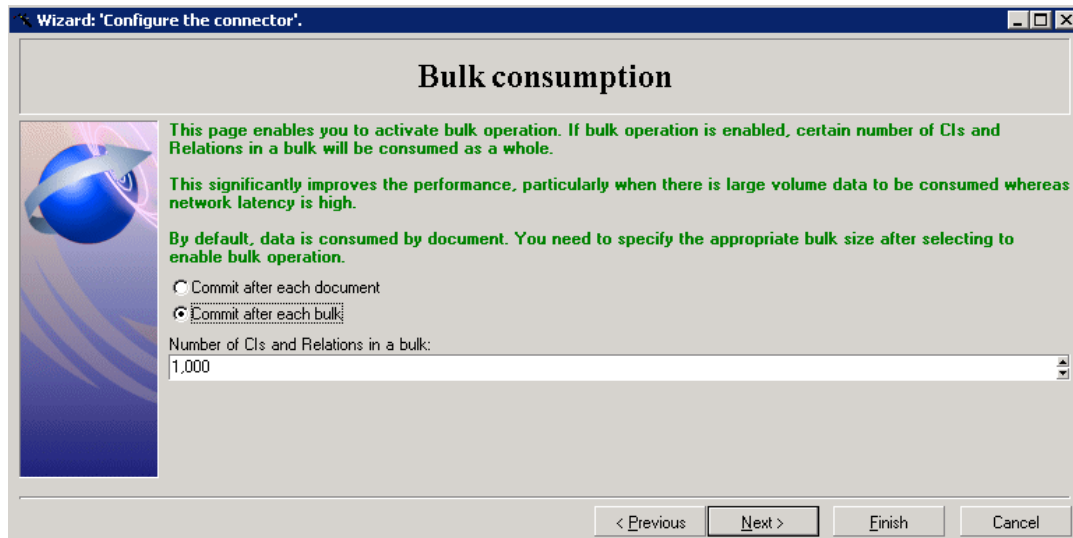 Wizard: 'Configure the connector'.
Bulk consumption
This page enables you to activate bulk operation. If bulk operation is enabled, certain number of CIs and
Relations in a bulk will be consumed as a whole.
This significantly improves the performance, particularly when there is large volume data to be consumed whereas
network latency is high.
By default, data is consumed by document. You need to specify the appropriate bulk size after selecting to
enable bulk operation.
Commit after each document
Commit after each bulk
Number of CIs and Relations in a bulk:
1,000
< Previous
Next >
Finish
Cancel